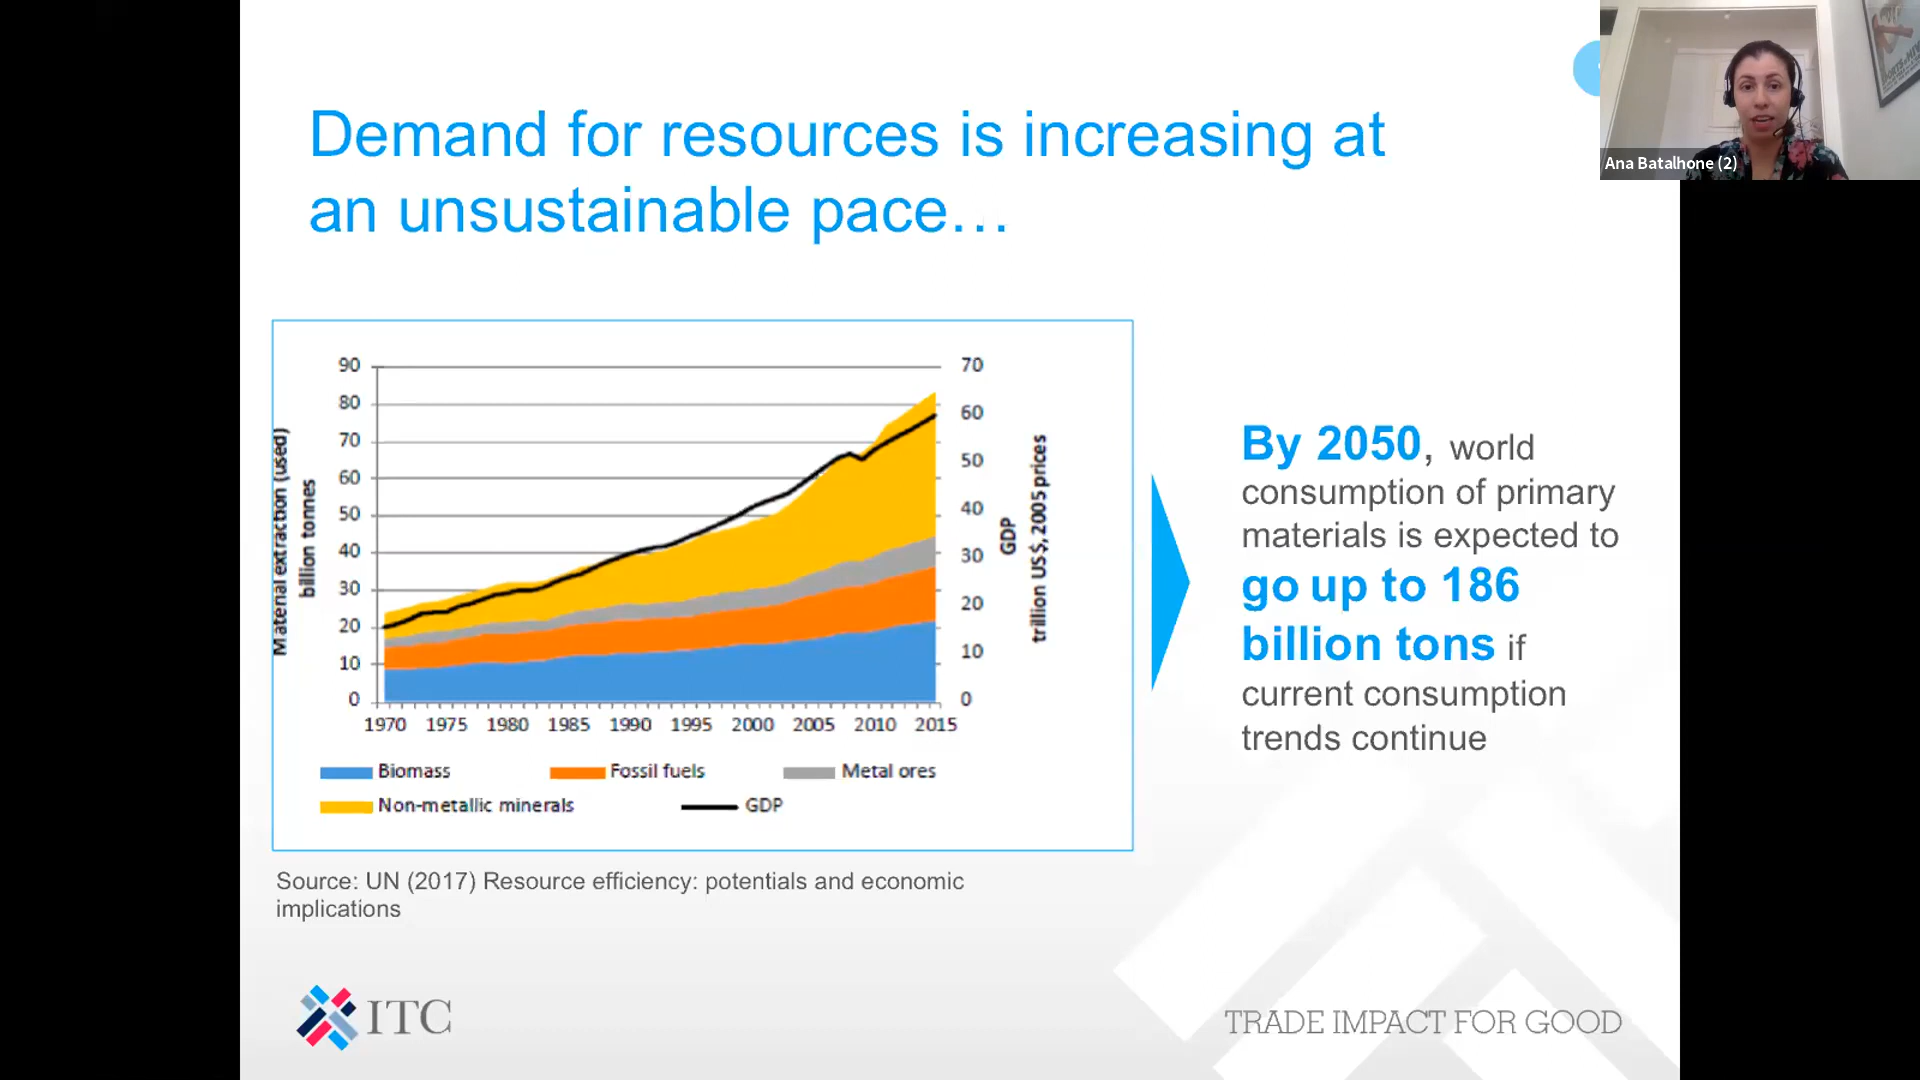 Demand for resources is increasing at
an unsustainable pace…
Ana Batalhone (2)
Material extraction (used)
billion tonnes
90
80
70
60
50
40
30
20
10
0
70
60
50
40
30
20
10
0
GDP
trillion US$, 2005 prices
1970 1975 1980 1985 1990 1995 2000 2005 2010 2015
Biomass Fossil fuels Metal ores
Non-metallic minerals GDP
By 2050, world
consumption of primary
materials is expected to
go up to 186
billion tons if
current consumption
trends continue
Source: UN (2017) Resource efficiency: potentials and economic
implications
ITC
TRADE IMPACT FOR GOOD